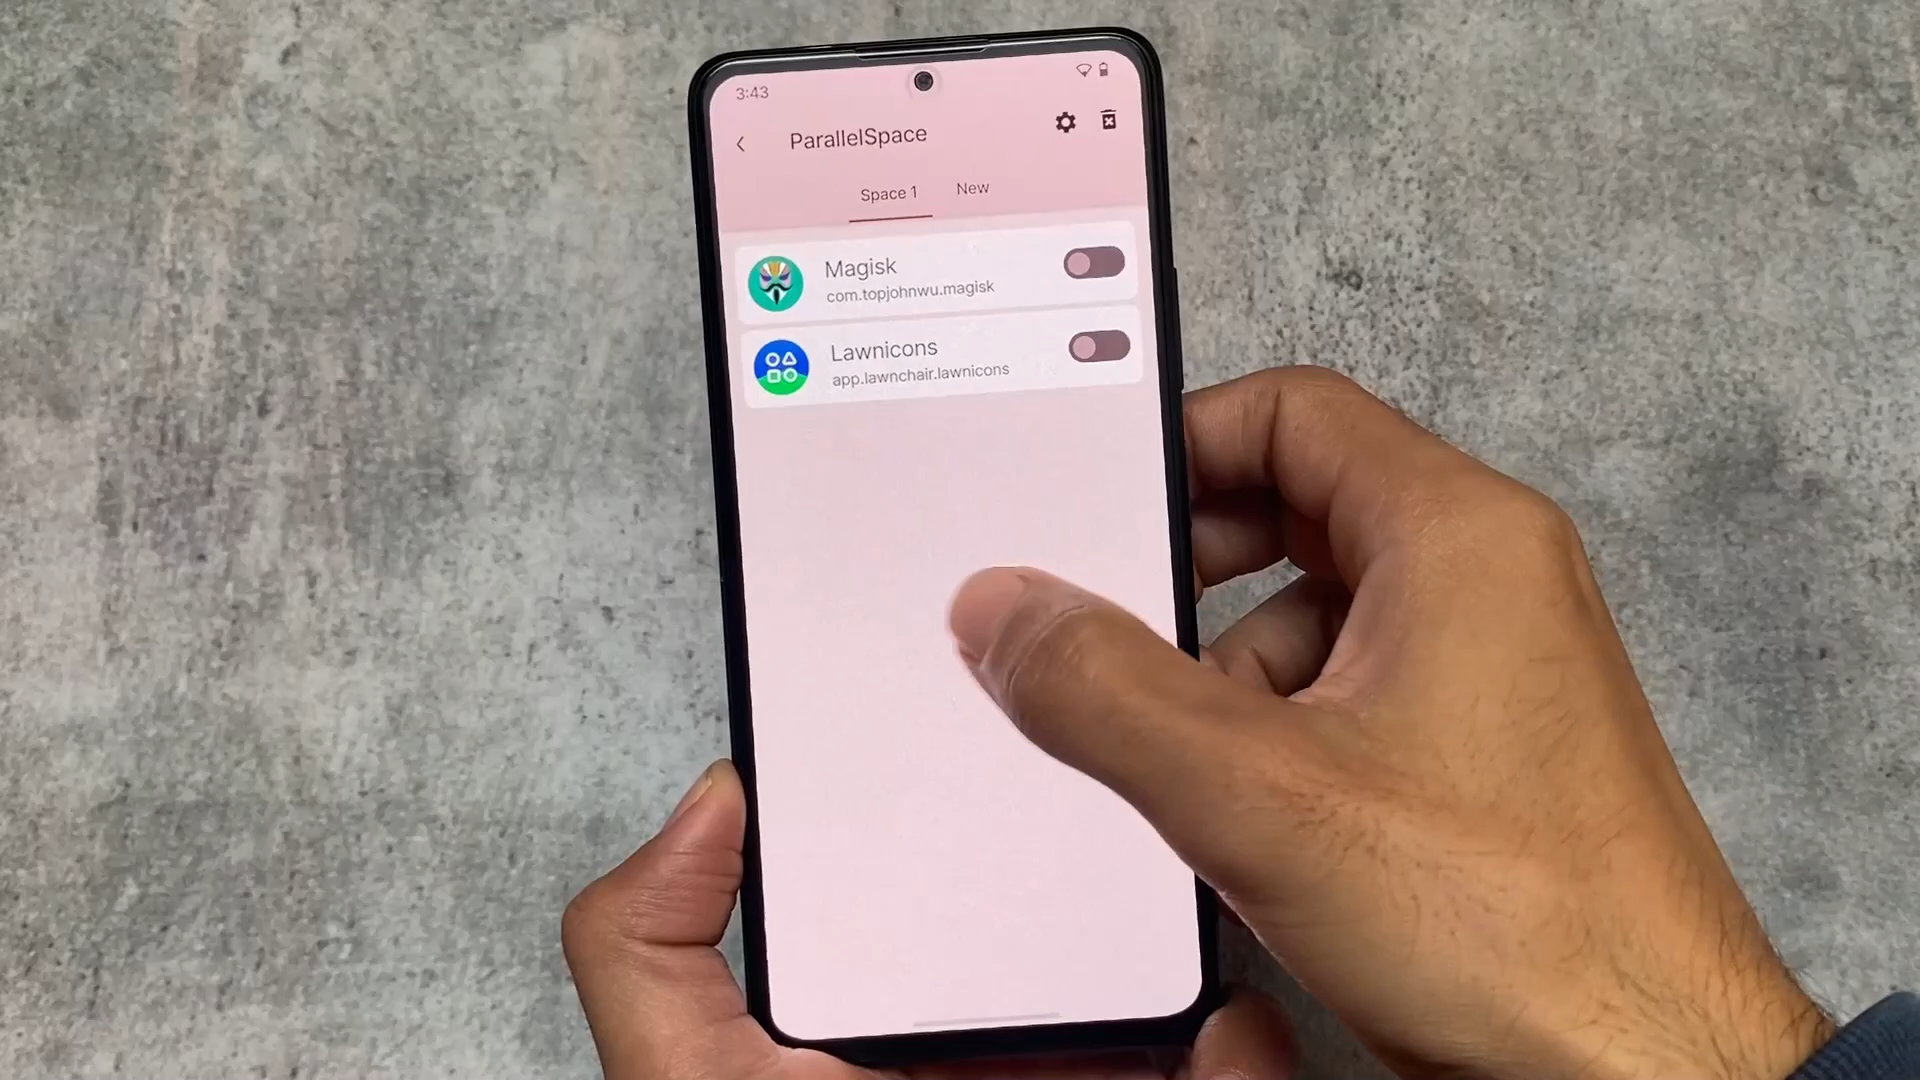 3:43
ParallelSpace
Space 1
New
Magisk
com.topjohnwu.magisk
Lawnicons
app.lawnchair.lawnicons